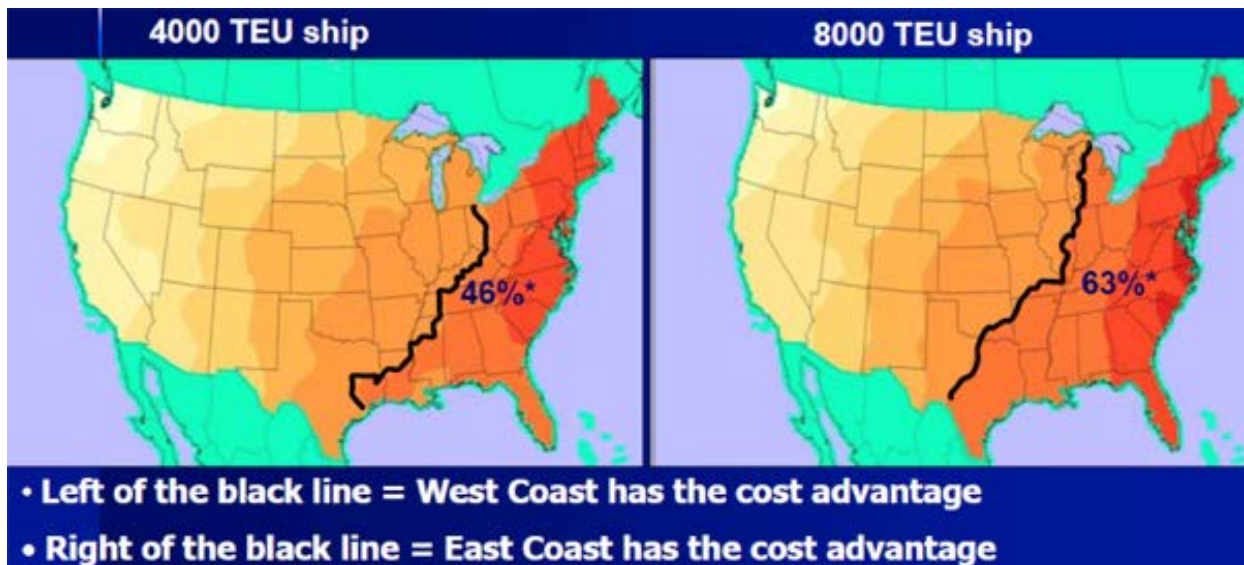 4000 TEU ship
8000 TEU ship
46%*
63%*
• Left of the black line = West Coast has the cost advantage
• Right of the black line = East Coast has the cost advantage